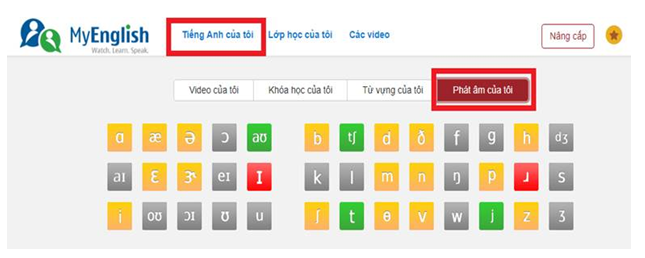 MyEnglish
Watch. Learn. Speak.
Tiếng Anh của tôi Lớp học của tôi Các video Nâng cấp
Video của tôi Khóa học của tôi Từ vựng của tôi Phát âm của tôi
ɑ æ ə ɔ aʊ b tʃ d ð f g h dʒ
aɪ ɛ ɝ eɪ ɪ k l m n ŋ p ɹ s
i oʊ ɔɪ ʊ u ʃ t θ v w j z ʒ